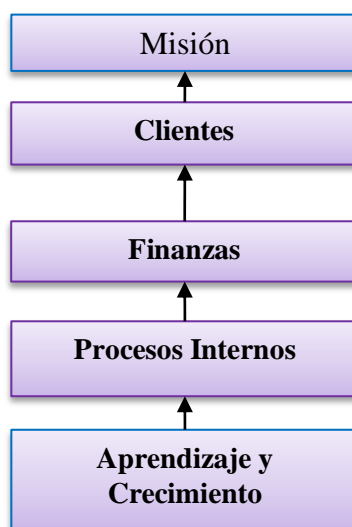 Misión
Clientes
Finanzas
Procesos Internos
Aprendizaje y
Crecimiento